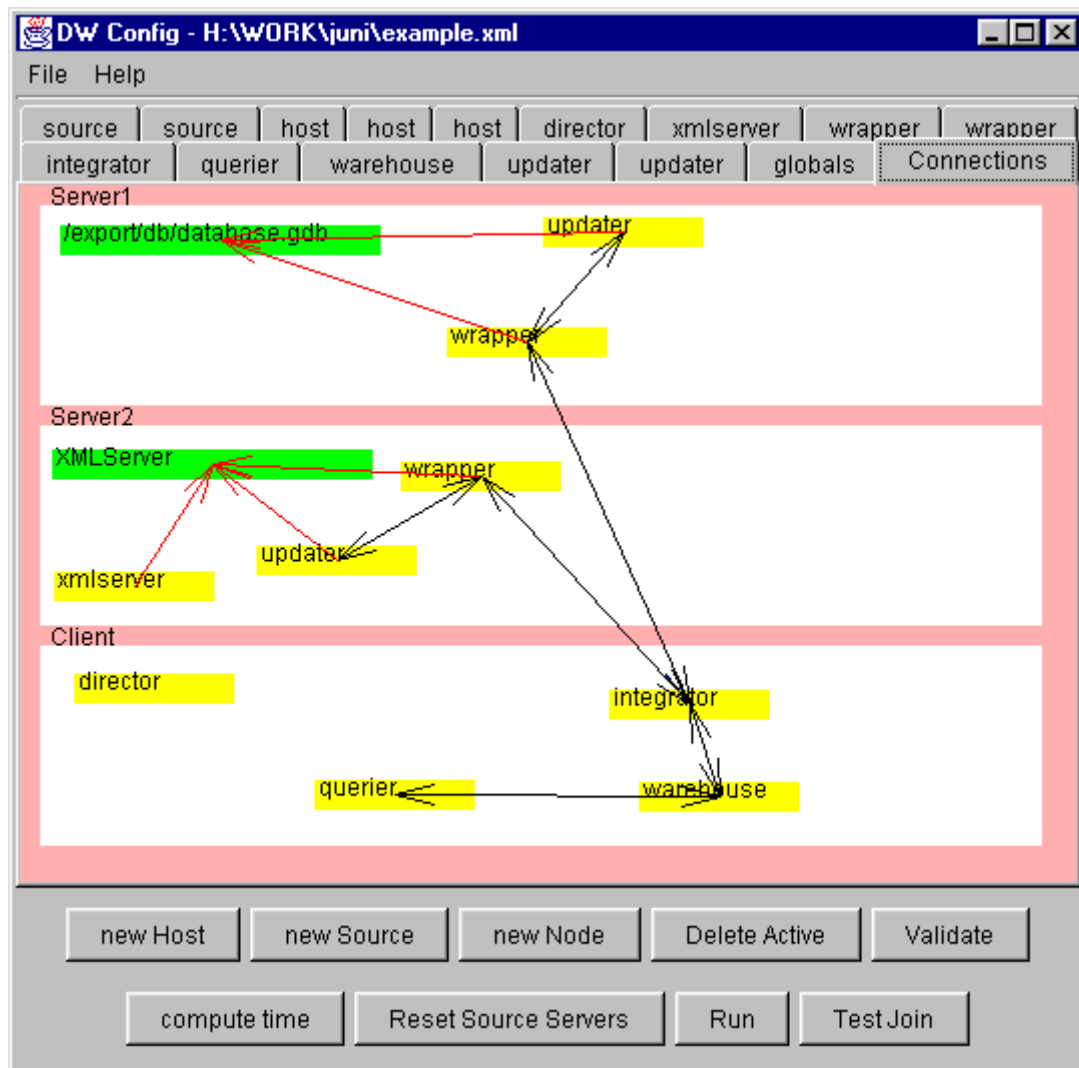 DW Config - H:\WORK\juni\example.xml
File Help
source source host host host director xmlserver wrapper wrapper
integrator querier warehouse updater updater globals Connections
Server1
/export/db/database.gdb updater
wrapper
Server2
XMLServer wrapper
updater
xmlserver
Client
director
integrator
querier warehouse
new Host new Source new Node Delete Active Validate
compute time Reset Source Servers Run Test Join